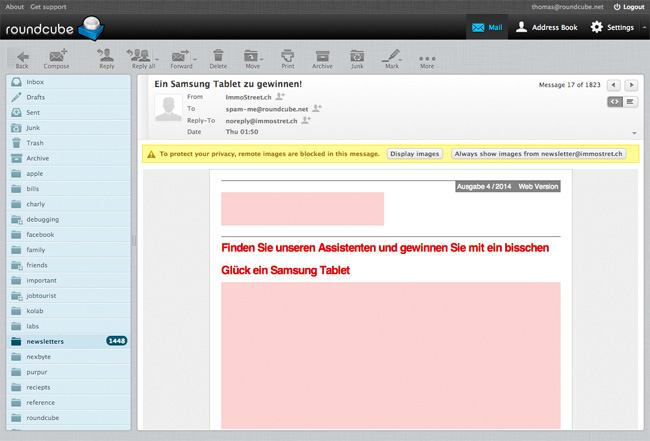 About Get support thomas@roundcube.net Logout
roundcube Mail Address Book Settings
Back Compose Reply Reply all Forward Delete Move Print Archive Junk Mark More
Inbox
Drafts
Sent
Junk
Trash
Archive
apple
bills
charly
debugging
facebook
family
friends
important
jobtourist
kolab
labs
newsletters 1448
nexbyte
purpur
reciepts
reference
roundcube
Ein Samsung Tablet zu gewinnen! Message 17 of 1823
From ImmoStreet.ch
To spam-me@roundcube.net
Reply-To noreply@immostreet.ch
Date Thu 01:50
To protect your privacy, remote images are blocked in this message. Display images Always show images from newsletter@immostret.ch
Ausgabe 4 / 2014 Web Version
Finden Sie unseren Assistenten und gewinnen Sie mit ein bisschen
Glück ein Samsung Tablet